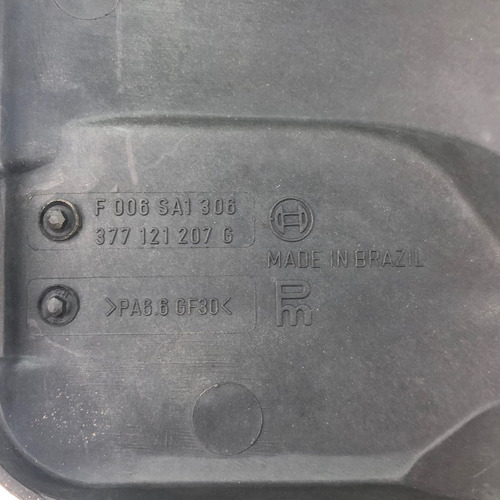 F 006 SA1 306
377 121 207 G
MADE IN BRAZIL
>PA6.6 GF30<